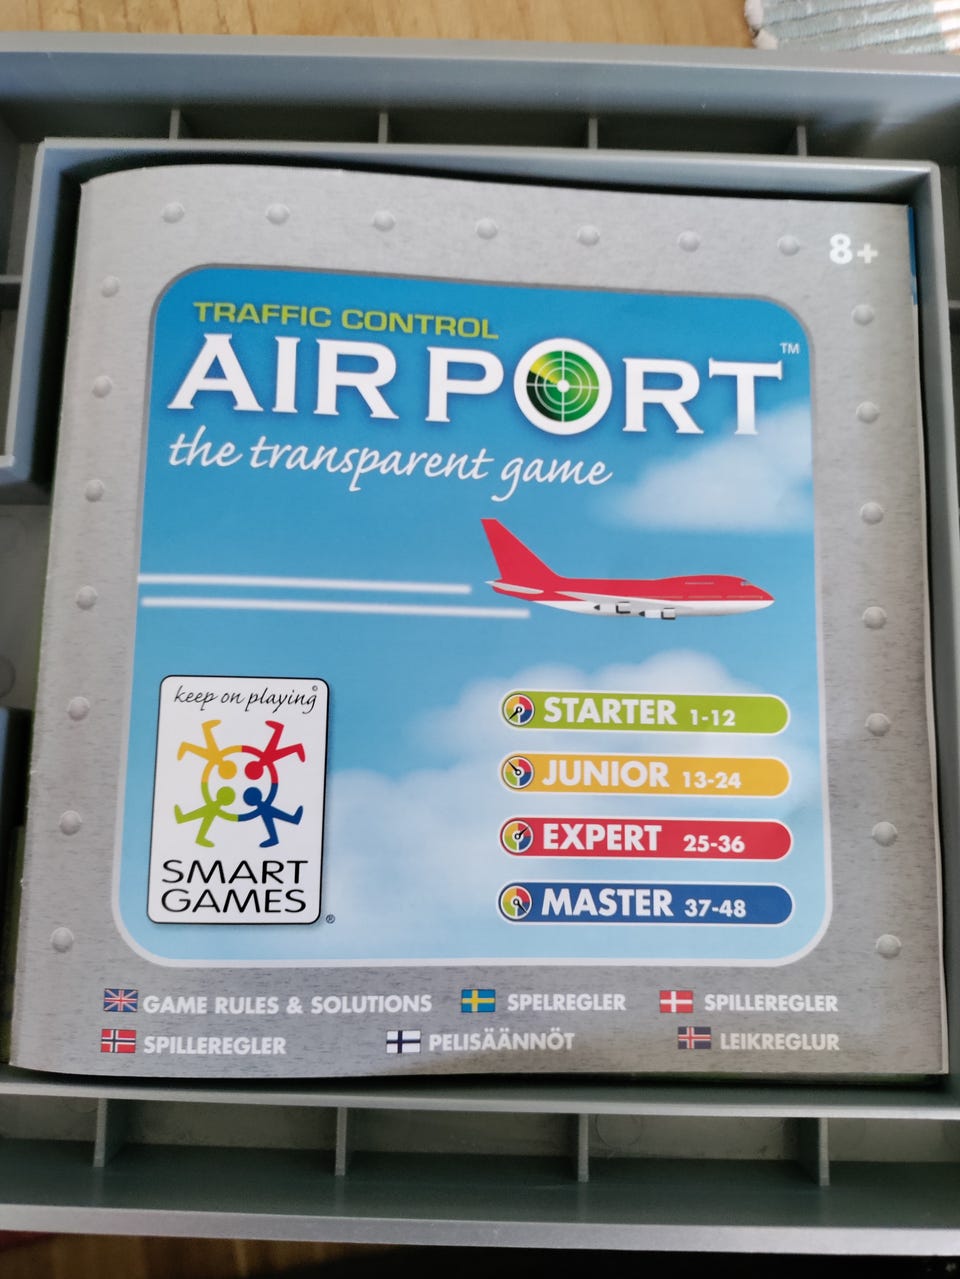 8+
TRAFFIC CONTROL
AIRPORT™
the transparent game
keep on playing©
SMART
GAMES®
STARTER 1-12
JUNIOR 13-24
EXPERT 25-36
MASTER 37-48
GAME RULES & SOLUTIONS SPELREGLER SPILLEREGLER
SPILLEREGLER PELISÄÄNNÖT LEIKREGLUR